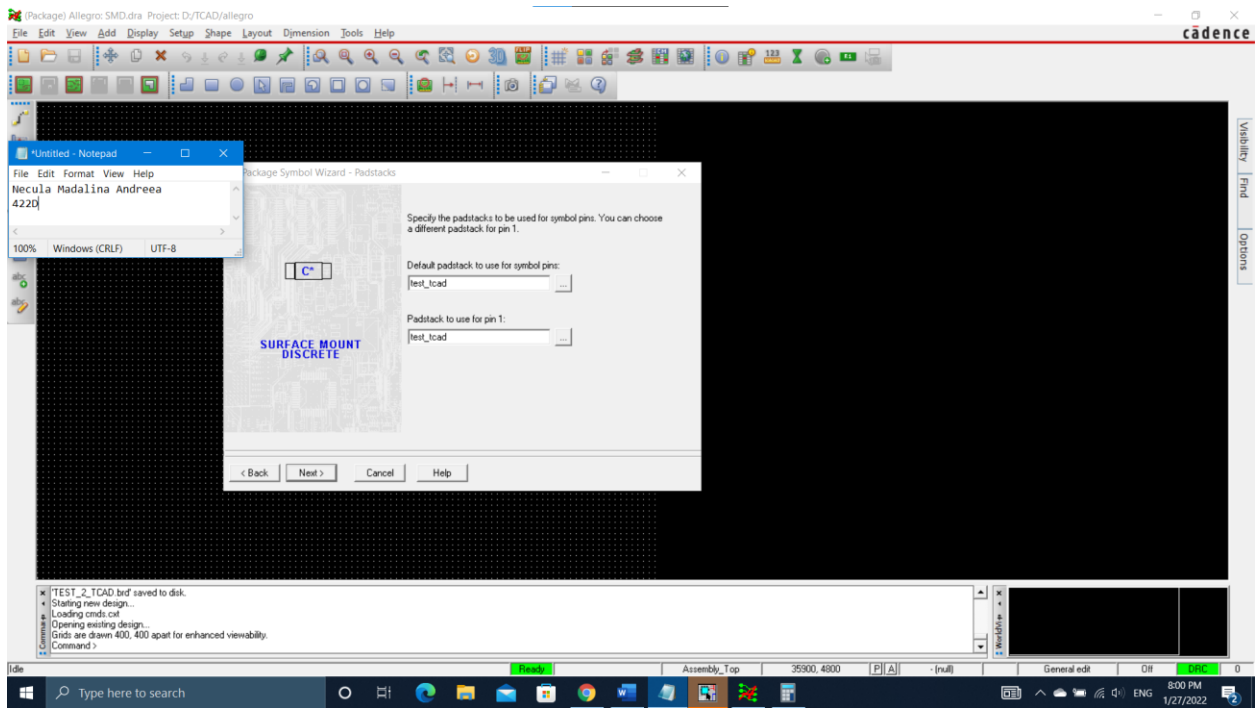 (Package) Allegro: SMD.dra Project: D:/TCAD/allegro
File Edit View Add Display Setup Shape Layout Dimension Tools Help
cādence
*Untitled - Notepad
File Edit Format View Help
Necula Madalina Andreea
422D
100% Windows (CRLF) UTF-8
Package Symbol Wizard - Padstacks
Specify the padstacks to be used for symbol pins. You can choose
a different padstack for pin 1.
Default padstack to use for symbol pins:
test_tcad
...
Padstack to use for pin 1:
test_tcad
...
C*
SURFACE MOUNT
DISCRETE
< Back Next > Cancel Help
Visibility
Find
Options
'TEST_2_TCAD.brd' saved to disk.
Starting new design...
Loading cmds.cxt
Opening existing design...
Grids are drawn 400, 400 apart for enhanced viewability.
Command >
Command
WorldView
Idle Ready Assembly_Top 35900, 4800 P A - (null) General edit Off DRC 0
Type here to search
ENG
8:00 PM
1/27/2022
2